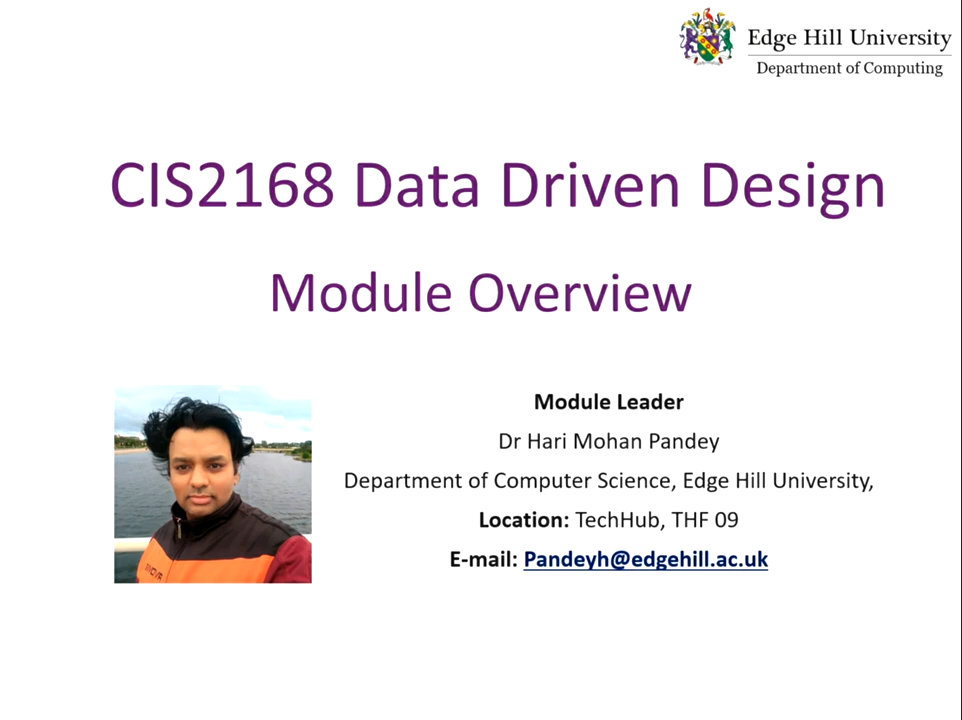 Edge Hill University
Department of Computing
CIS2168 Data Driven Design
Module Overview
Module Leader
Dr Hari Mohan Pandey
Department of Computer Science, Edge Hill University,
Location: TechHub, THF 09
E-mail: Pandeyh@edgehill.ac.uk